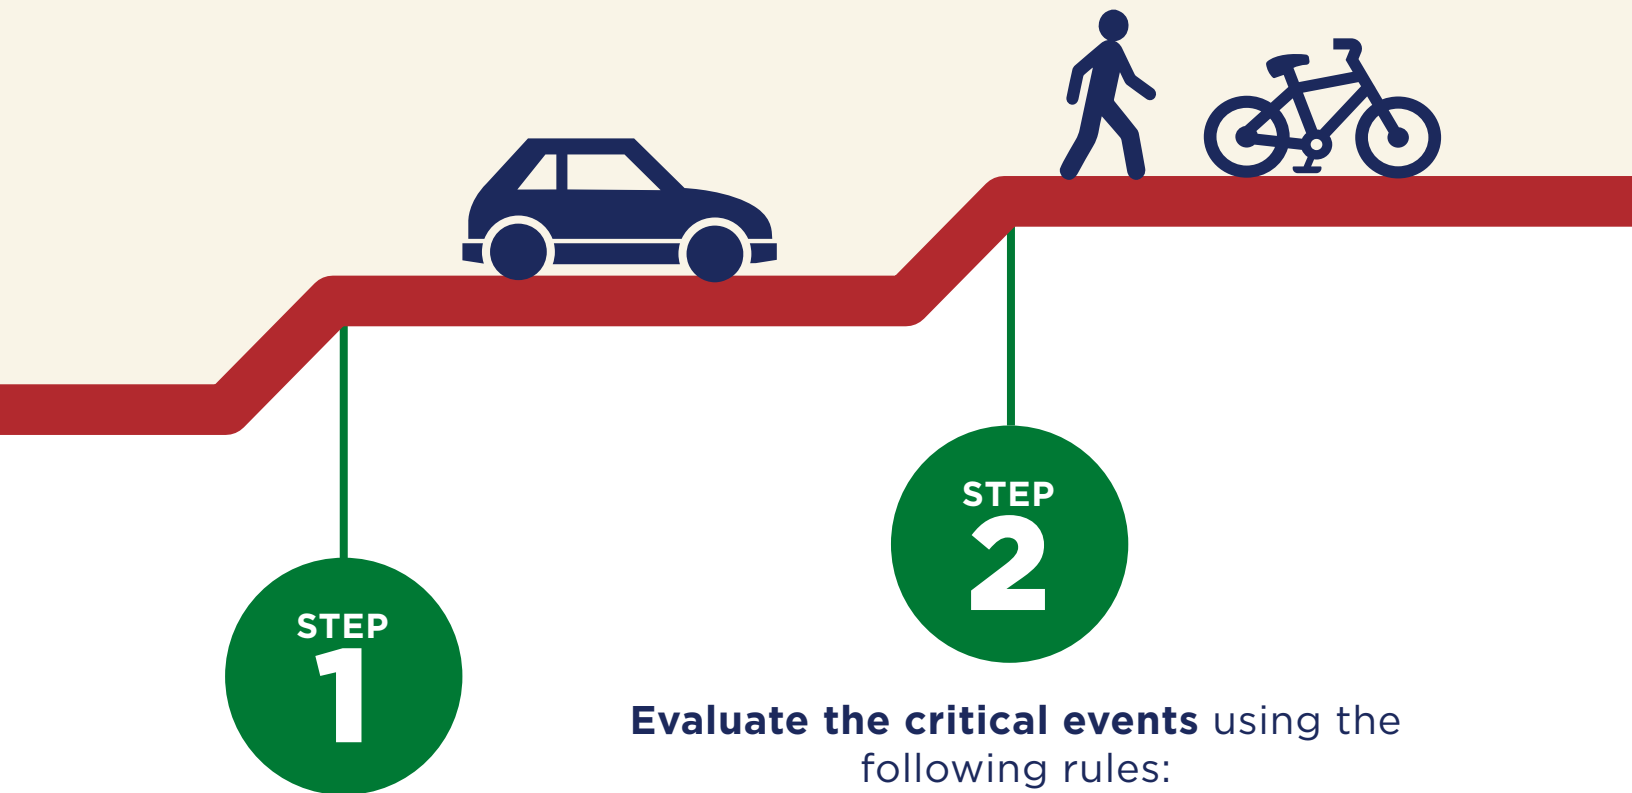 STEP
1
STEP
2
Evaluate the critical events using the
following rules: